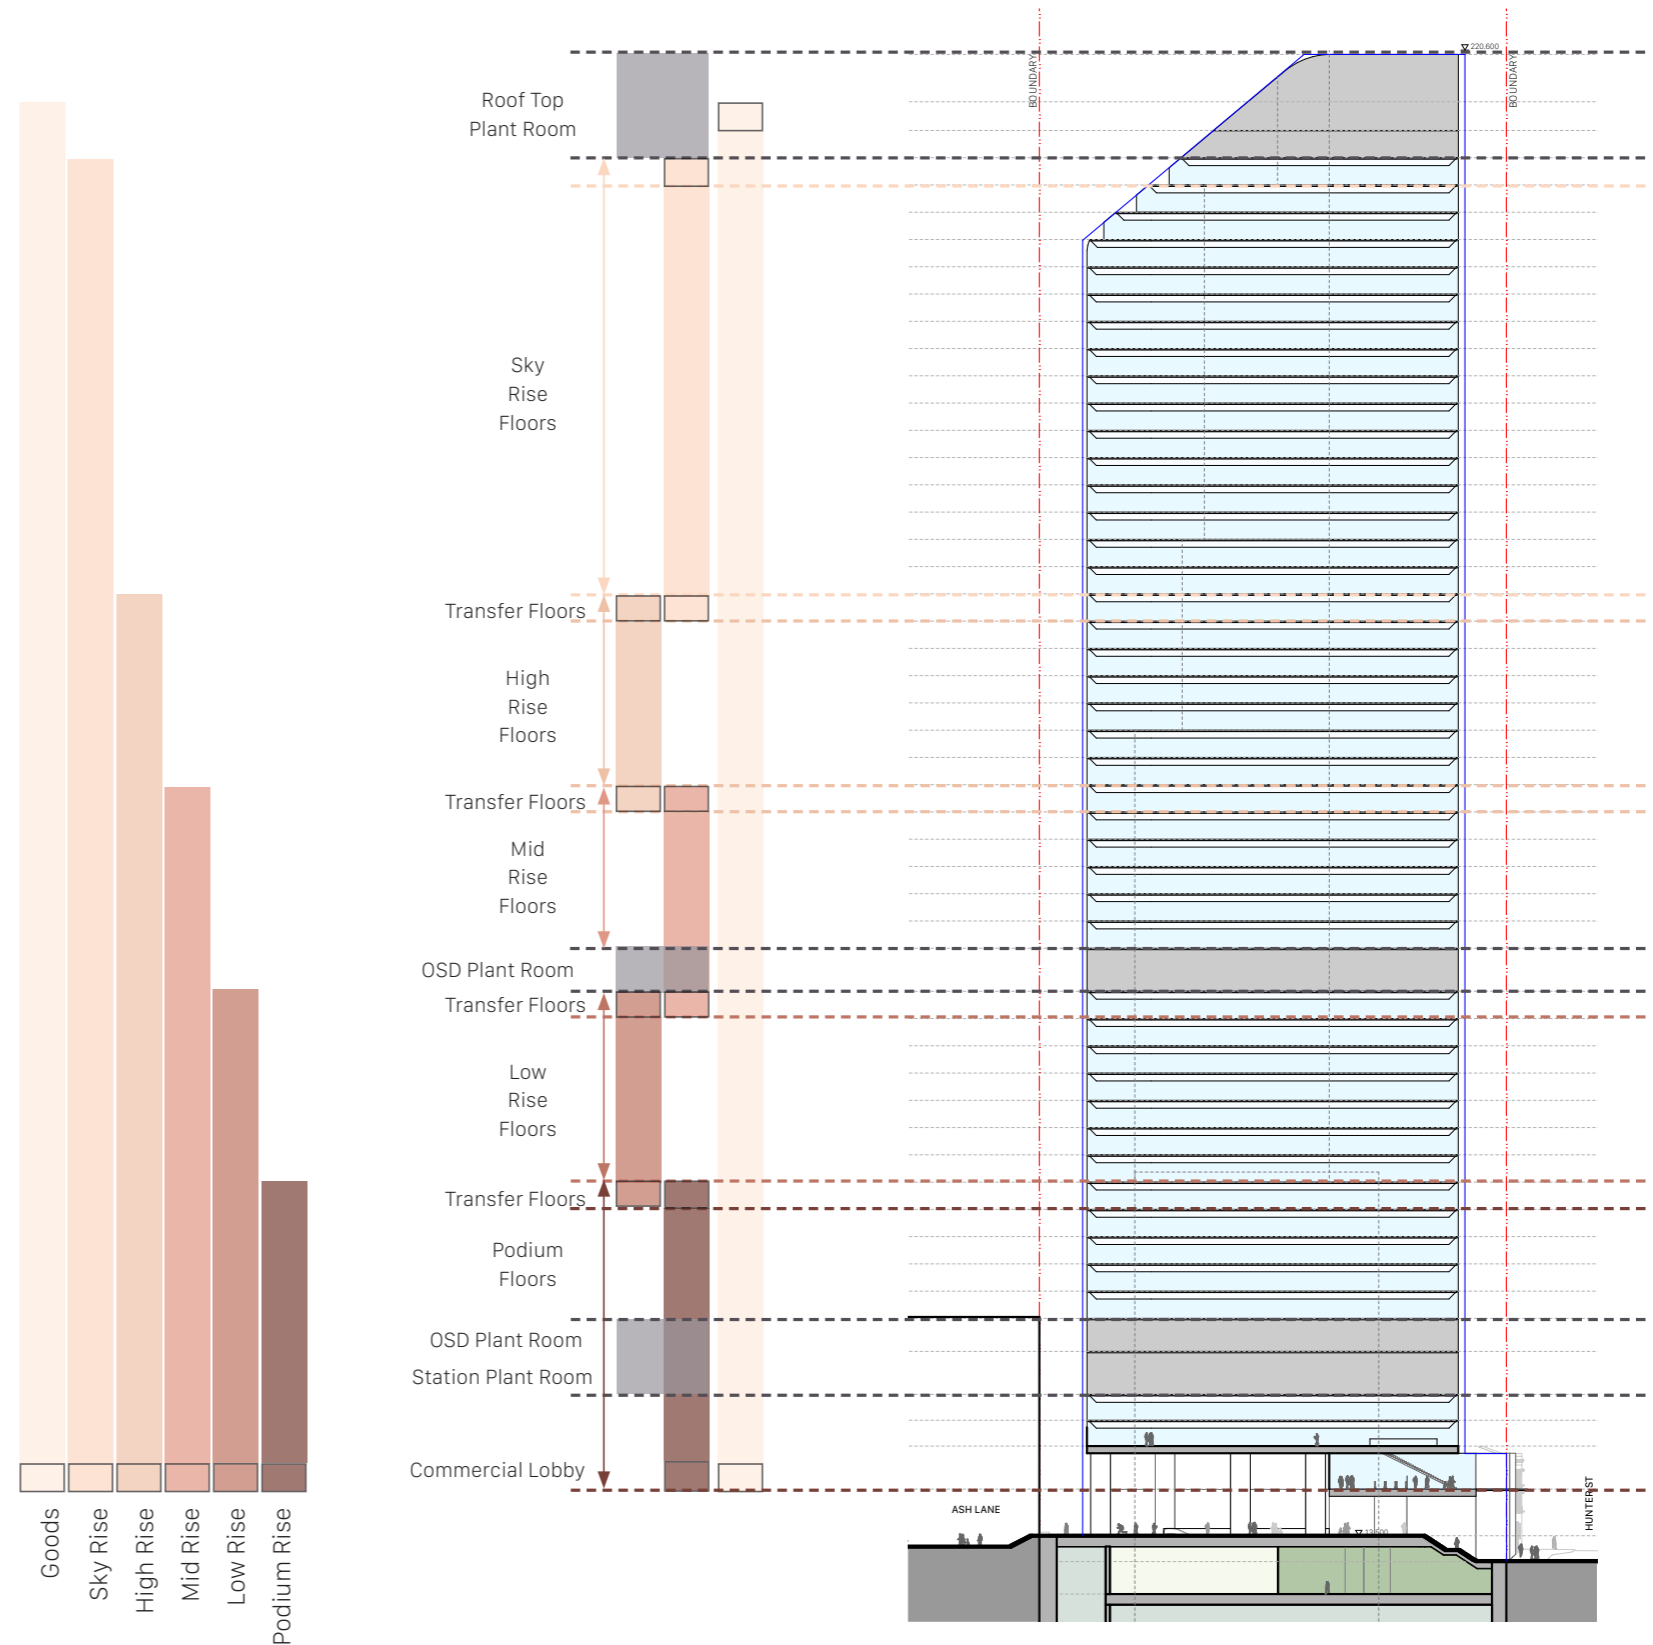 220.600
BOUNDARY
BOUNDARY
Roof Top
Plant Room
Sky
Rise
Floors
Transfer Floors
High
Rise
Floors
Transfer Floors
Mid
Rise
Floors
OSD Plant Room
Transfer Floors
Low
Rise
Floors
Transfer Floors
Podium
Floors
OSD Plant Room
Station Plant Room
Commercial Lobby
ASH LANE
HUNTER ST
Goods
Sky Rise
High Rise
Mid Rise
Low Rise
Podium Rise